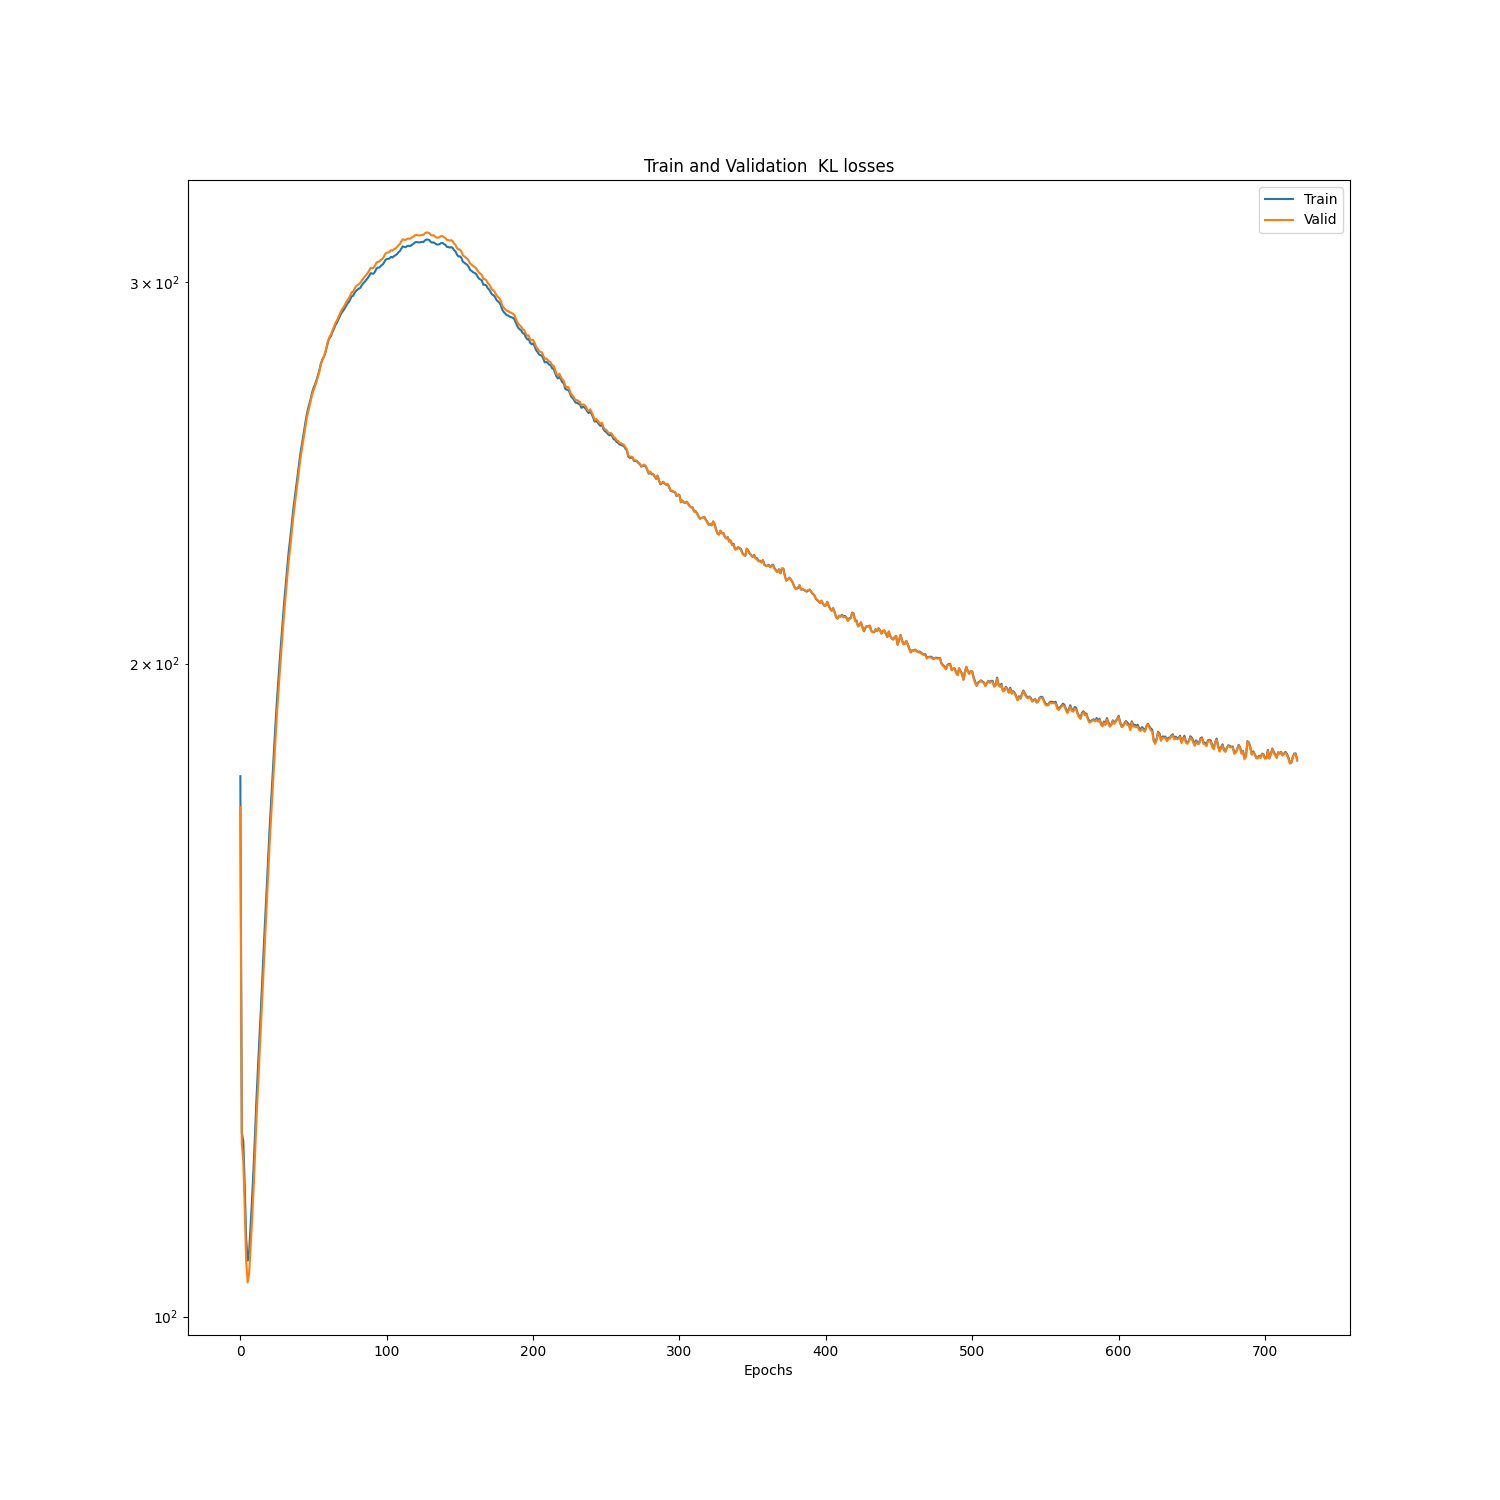 Train and Validation  KL losses
Train
Valid
3 × 10²
2 × 10²
10²
0 100 200 300 400 500 600 700
Epochs